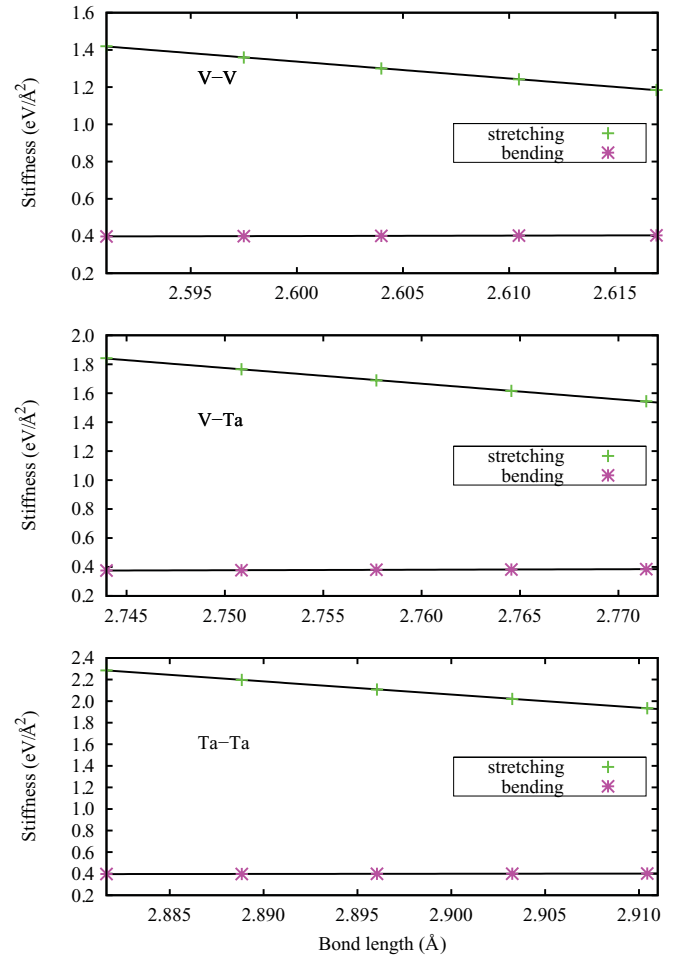 1.6
1.4
V−V
1.2
1.0
stretching
Stiffness (eV/Å²)
0.8
bending
0.6
0.4
0.2
2.595 2.600 2.605 2.610 2.615
2.0
1.8
1.6
V−Ta
1.4
1.2
stretching
Stiffness (eV/Å²)
1.0
bending
0.8
0.6
0.4
0.2
2.745 2.750 2.755 2.760 2.765 2.770
2.4
2.2
2.0
1.8
Ta−Ta
1.6
1.4
stretching
Stiffness (eV/Å²)
1.2
bending
1.0
0.8
0.6
0.4
0.2
2.885 2.890 2.895 2.900 2.905 2.910
Bond length (Å)